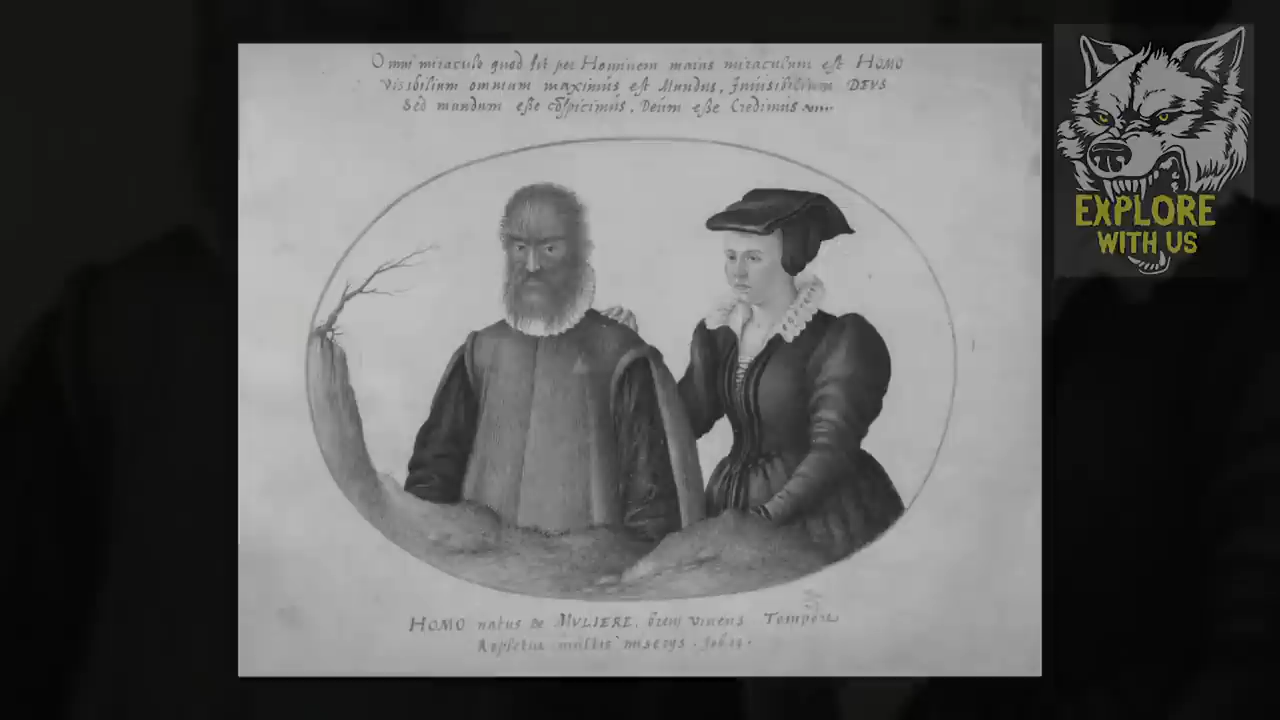 Omni miraculo quod fit per Hominem maius miraculum est HOMO
Visibilium omnium maximus est Mundus, Inuisibilium DEVS
Sed mundum esse cōspicimus, Deum esse Credimus
HOMO natus de MVLIERE, breui viuens Tempore
Repletur multis miserijs
EXPLORE
WITH US